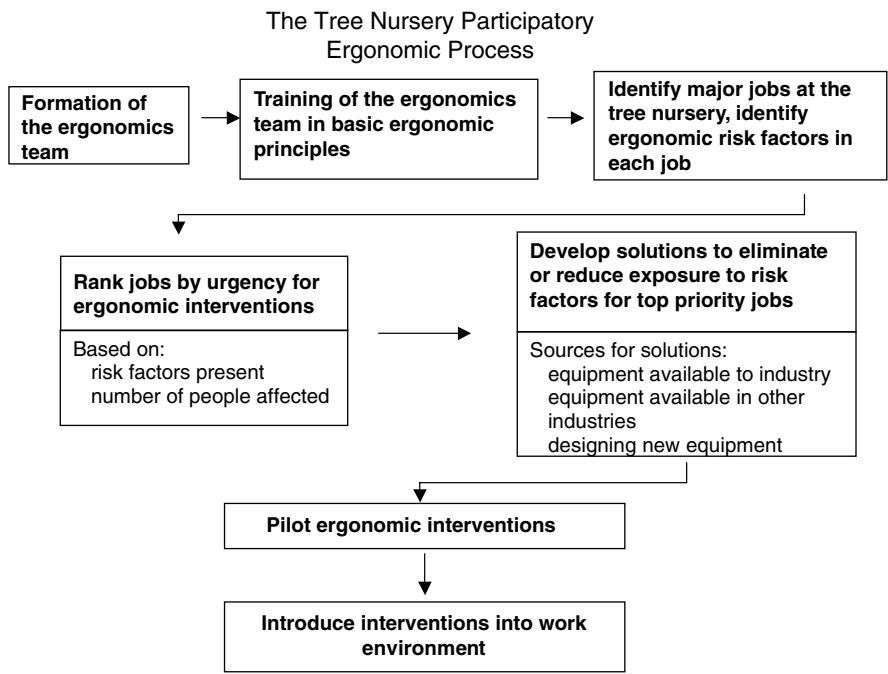 The Tree Nursery Participatory
Ergonomic Process
Formation of
the ergonomics
team
Training of the ergonomics
team in basic ergonomic
principles
Identify major jobs at the
tree nursery, identify
ergonomic risk factors in
each job
Rank jobs by urgency for
ergonomic interventions
Based on:
risk factors present
number of people affected
Develop solutions to eliminate
or reduce exposure to risk
factors for top priority jobs
Sources for solutions:
equipment available to industry
equipment available in other
industries
designing new equipment
Pilot ergonomic interventions
Introduce interventions into work
environment